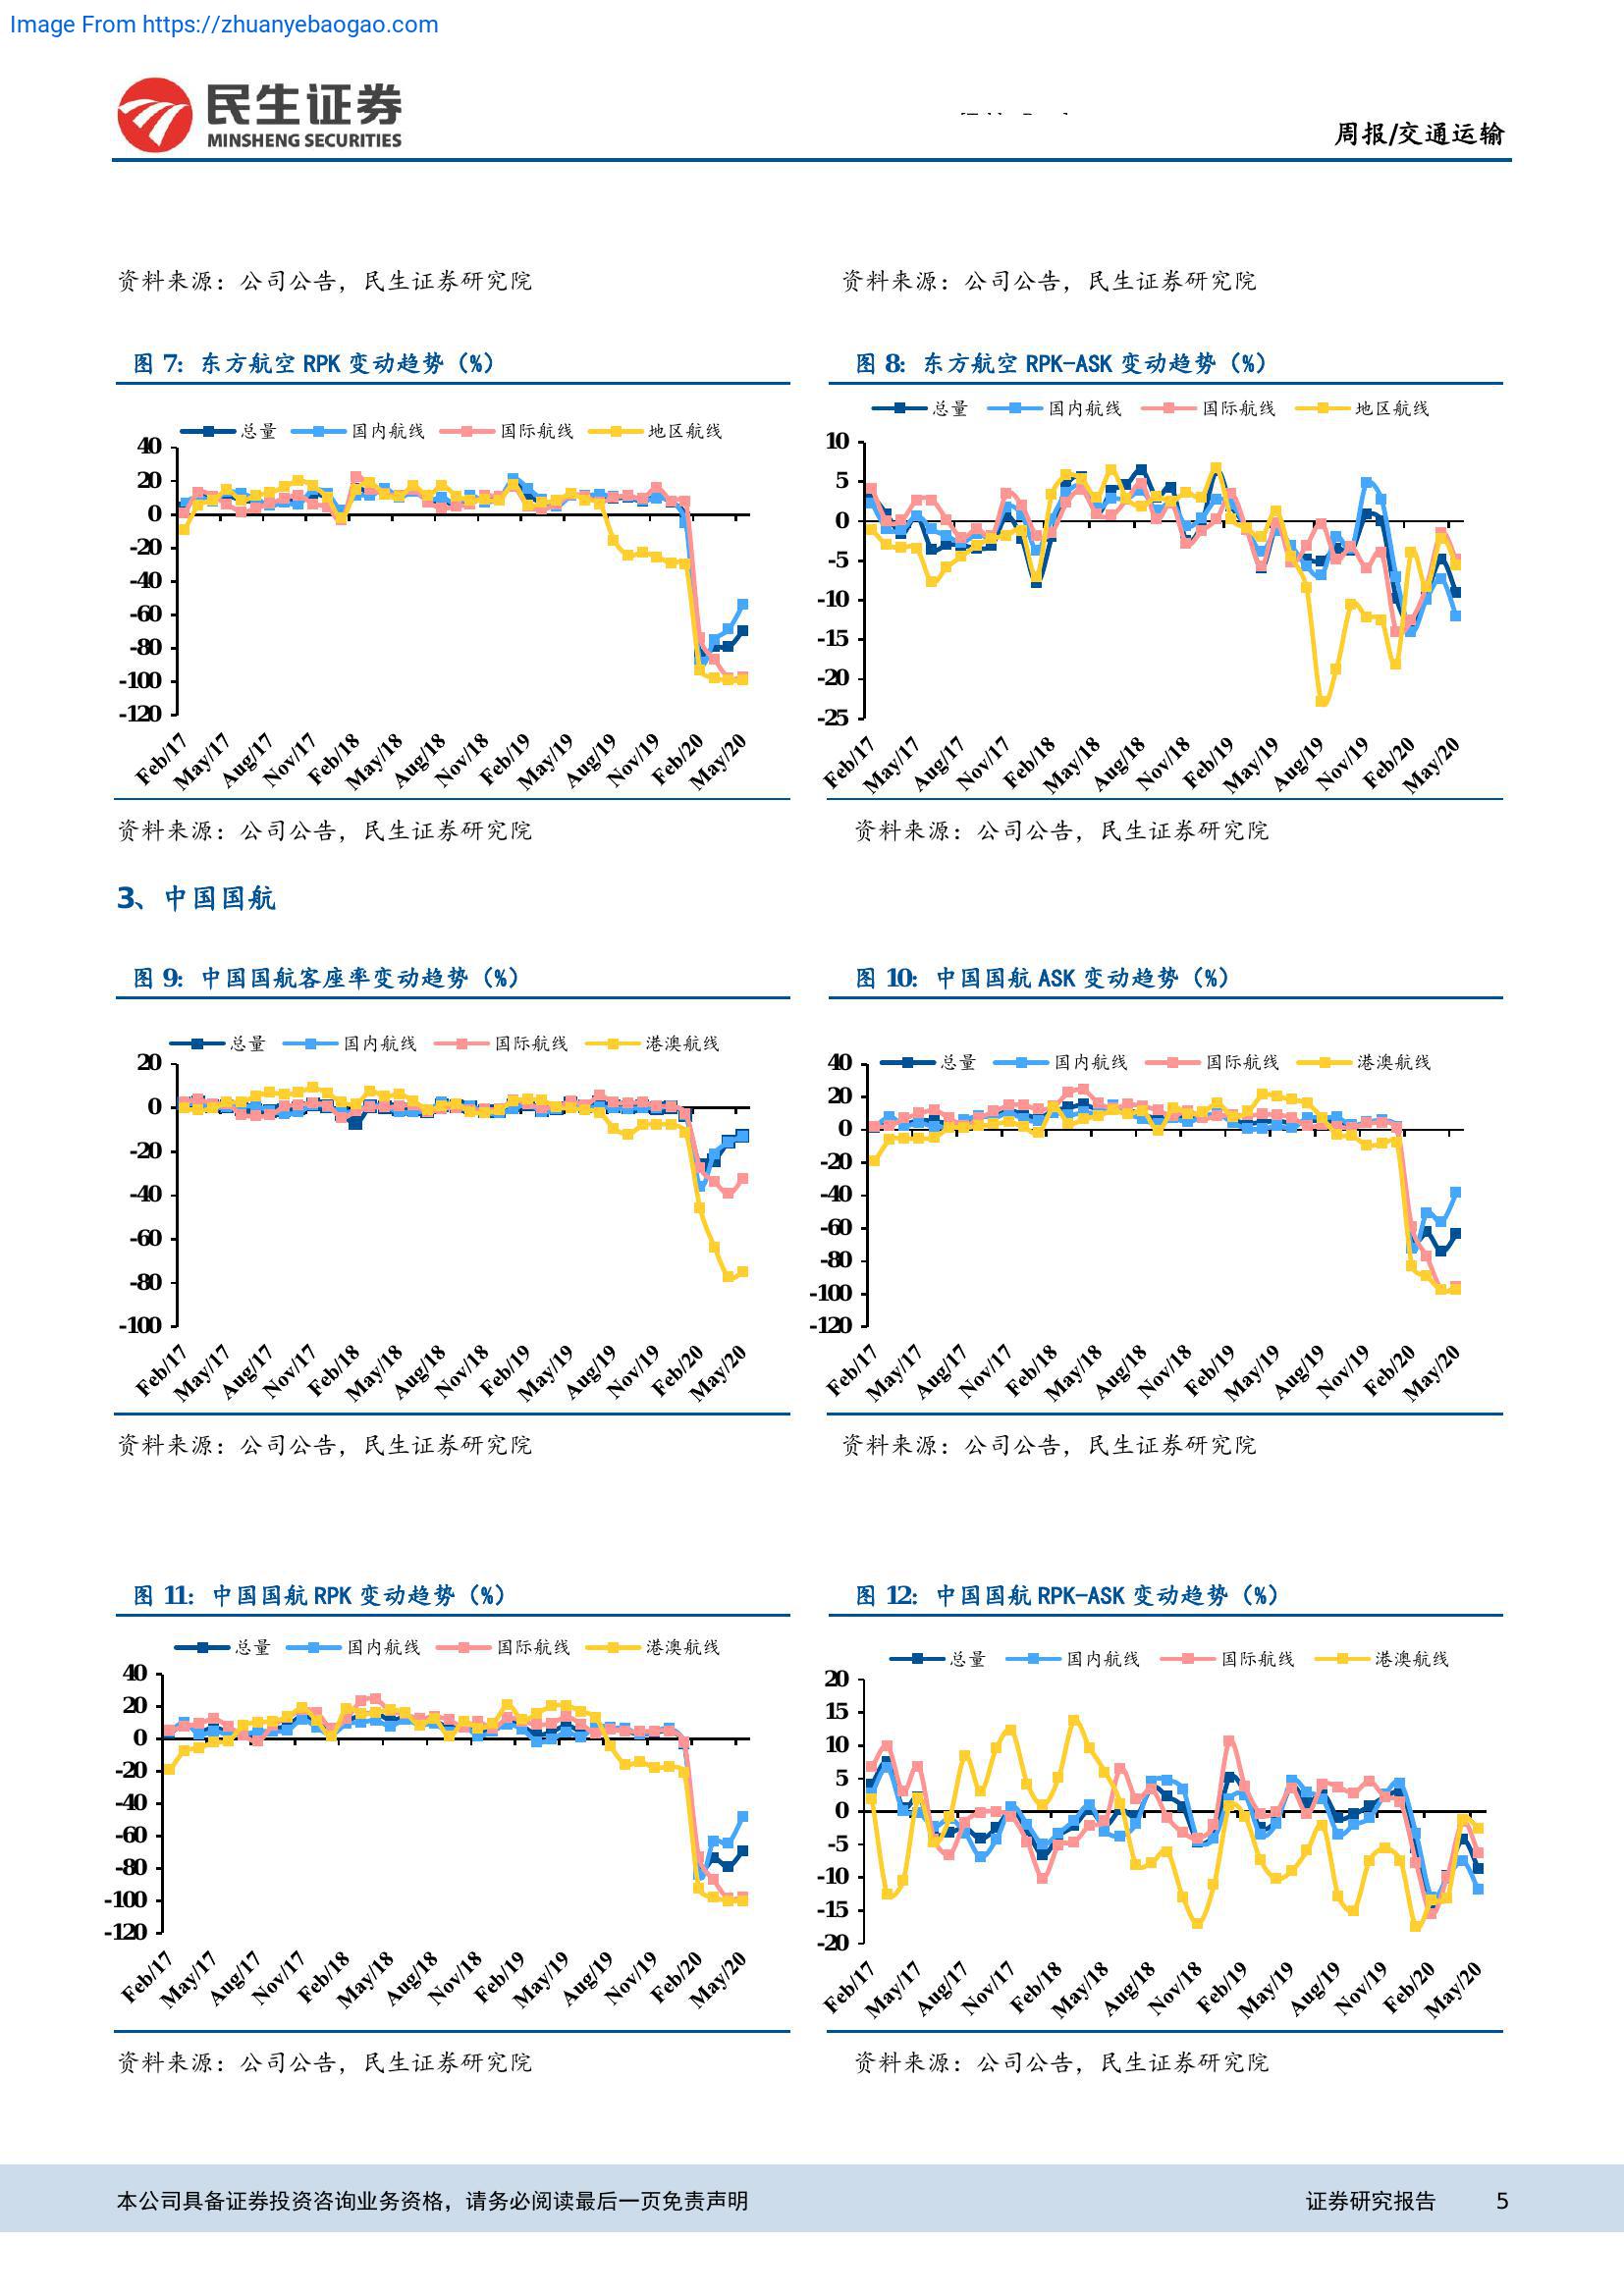 Image From https://zhuanyebaogao.com
民生证券
MINSHENG SECURITIES
周报/交通运输
资料来源：公司公告，民生证券研究院
资料来源：公司公告，民生证券研究院
图 7：东方航空 RPK 变动趋势（%）
总量 国内航线 国际航线 地区航线
40
20
0
-20
-40
-60
-80
-100
-120
Feb/17 May/17 Aug/17 Nov/17 Feb/18 May/18 Aug/18 Nov/18 Feb/19 May/19 Aug/19 Nov/19 Feb/20 May/20
图 8：东方航空 RPK-ASK 变动趋势（%）
总量 国内航线 国际航线 地区航线
10
5
0
-5
-10
-15
-20
-25
Feb/17 May/17 Aug/17 Nov/17 Feb/18 May/18 Aug/18 Nov/18 Feb/19 May/19 Aug/19 Nov/19 Feb/20 May/20
资料来源：公司公告，民生证券研究院
资料来源：公司公告，民生证券研究院
3、中国国航
图 9：中国国航客座率变动趋势（%）
总量 国内航线 国际航线 港澳航线
20
0
-20
-40
-60
-80
-100
Feb/17 May/17 Aug/17 Nov/17 Feb/18 May/18 Aug/18 Nov/18 Feb/19 May/19 Aug/19 Nov/19 Feb/20 May/20
图 10：中国国航 ASK 变动趋势（%）
总量 国内航线 国际航线 港澳航线
40
20
0
-20
-40
-60
-80
-100
-120
Feb/17 May/17 Aug/17 Nov/17 Feb/18 May/18 Aug/18 Nov/18 Feb/19 May/19 Aug/19 Nov/19 Feb/20 May/20
资料来源：公司公告，民生证券研究院
资料来源：公司公告，民生证券研究院
图 11：中国国航 RPK 变动趋势（%）
总量 国内航线 国际航线 港澳航线
40
20
0
-20
-40
-60
-80
-100
-120
Feb/17 May/17 Aug/17 Nov/17 Feb/18 May/18 Aug/18 Nov/18 Feb/19 May/19 Aug/19 Nov/19 Feb/20 May/20
图 12：中国国航 RPK-ASK 变动趋势（%）
总量 国内航线 国际航线 港澳航线
20
15
10
5
0
-5
-10
-15
-20
Feb/17 May/17 Aug/17 Nov/17 Feb/18 May/18 Aug/18 Nov/18 Feb/19 May/19 Aug/19 Nov/19 Feb/20 May/20
资料来源：公司公告，民生证券研究院
资料来源：公司公告，民生证券研究院
本公司具备证券投资咨询业务资格，请务必阅读最后一页免责声明
证券研究报告 5